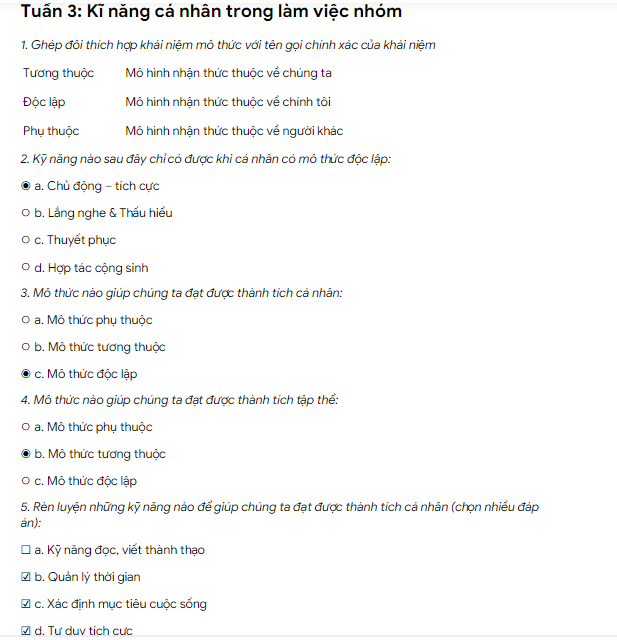 Tuần 3: Kĩ năng cá nhân trong làm việc nhóm
1. Ghép đôi thích hợp khái niệm mô thức với tên gọi chính xác của khái niệm
Tương thuộc Mô hình nhận thức thuộc về chúng ta
Độc lập Mô hình nhận thức thuộc về chính tôi
Phụ thuộc Mô hình nhận thức thuộc về người khác
2. Kỹ năng nào sau đây chỉ có được khi cá nhân có mô thức độc lập:
a. Chủ động – tích cực
b. Lắng nghe & Thấu hiểu
c. Thuyết phục
d. Hợp tác cộng sinh
3. Mô thức nào giúp chúng ta đạt được thành tích cá nhân:
a. Mô thức phụ thuộc
b. Mô thức tương thuộc
c. Mô thức độc lập
4. Mô thức nào giúp chúng ta đạt được thành tích tập thể:
a. Mô thức phụ thuộc
b. Mô thức tương thuộc
c. Mô thức độc lập
5. Rèn luyện những kỹ năng nào để giúp chúng ta đạt được thành tích cá nhân (chọn nhiều đáp
án):
a. Kỹ năng đọc, viết thành thạo
b. Quản lý thời gian
c. Xác định mục tiêu cuộc sống
d. Tư duy tích cực